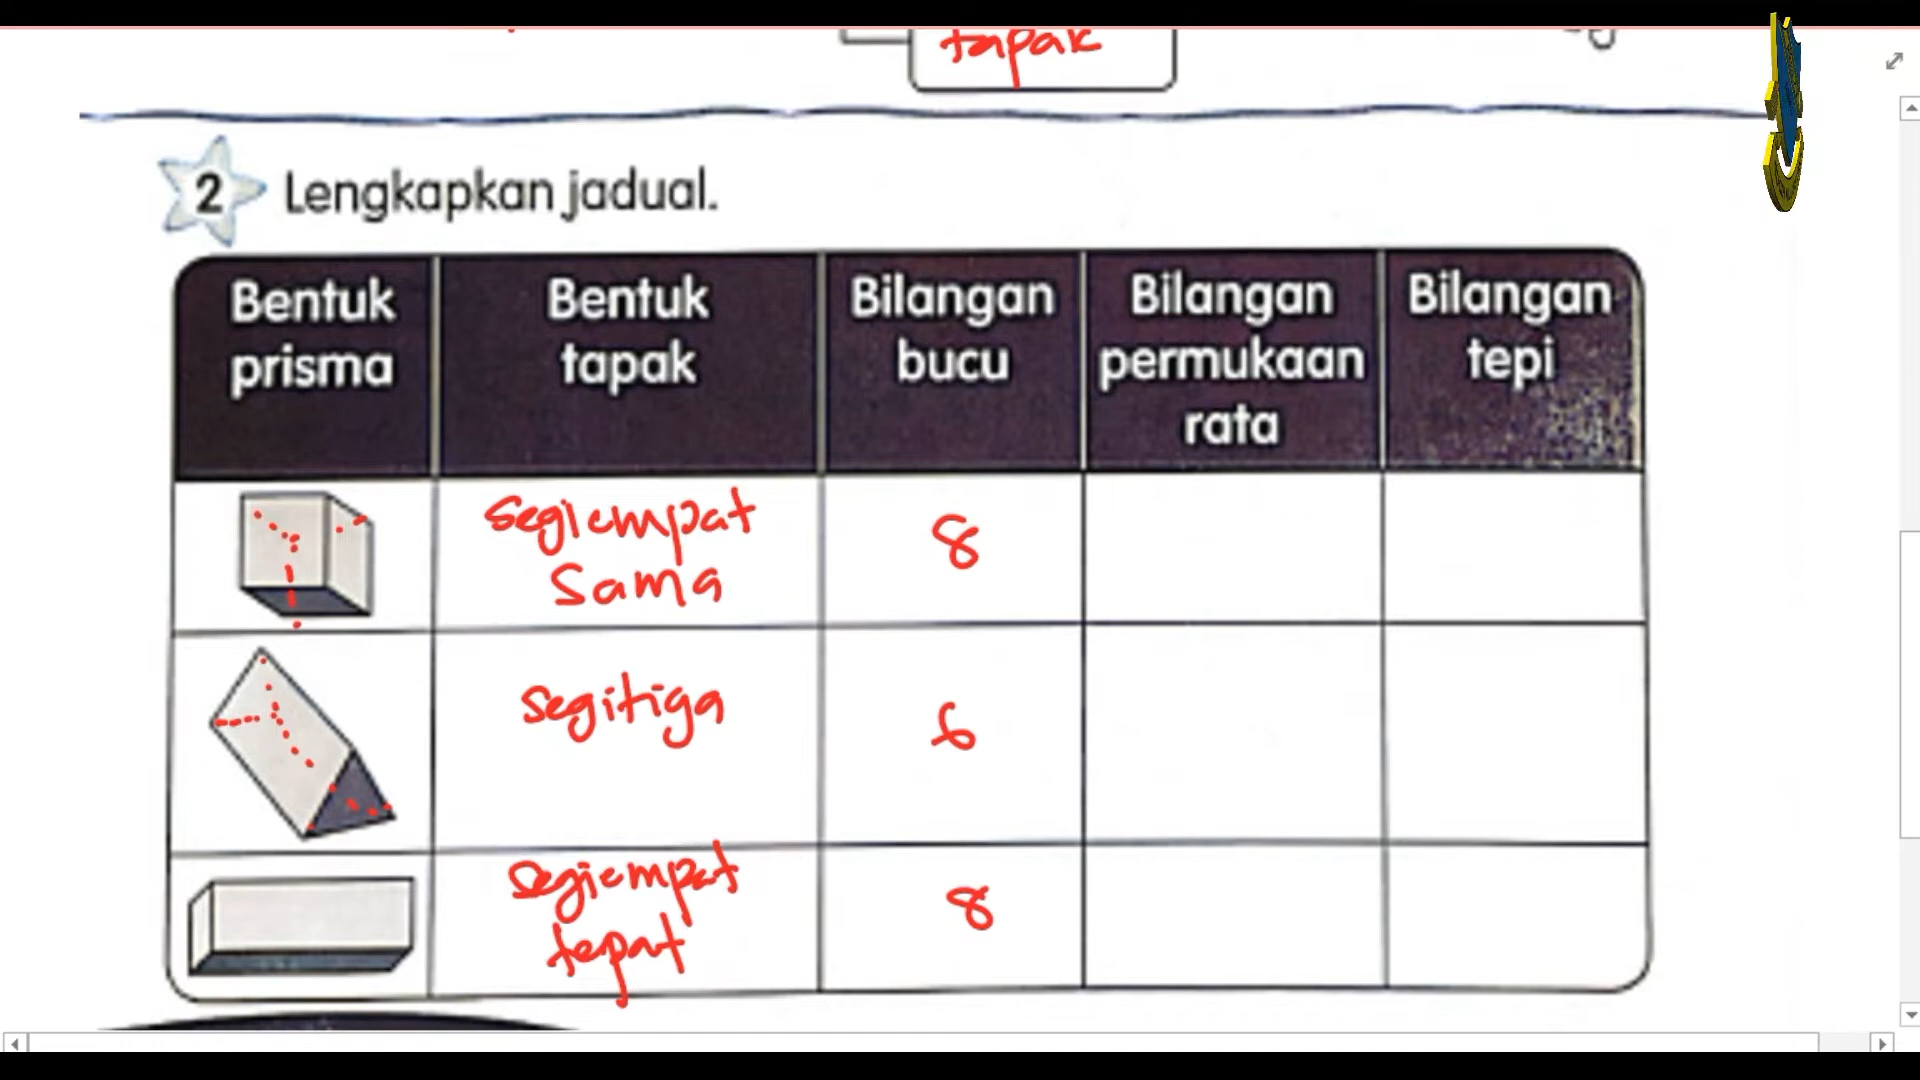 tapak
2 Lengkapkan jadual.
Bentuk prisma
Bentuk tapak
Bilangan bucu
Bilangan permukaan rata
Bilangan tepi
segiempat
sama
8
segitiga
6
segiempat
tepat
8